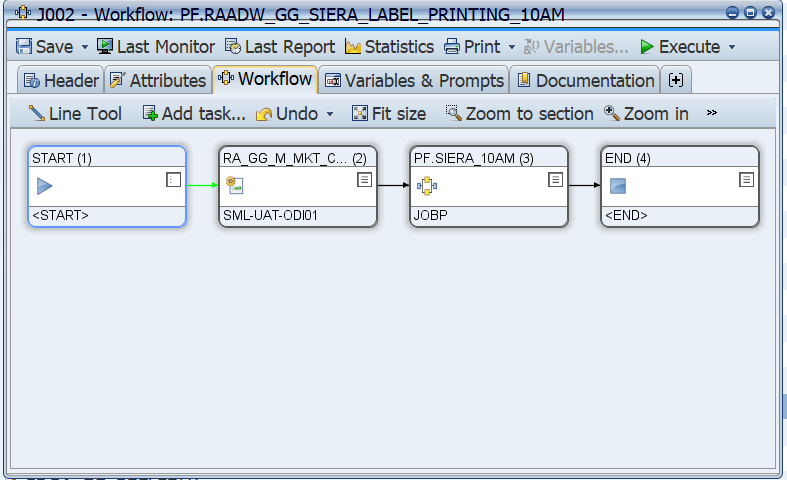 J002 - Workflow: PF.RAADW_GG_SIERA_LABEL_PRINTING_10AM
Save Last Monitor Last Report Statistics Print Variables... Execute
Header Attributes Workflow Variables & Prompts Documentation [+]
Line Tool Add task... Undo Fit size Zoom to section Zoom in »
START (1) RA_GG_M_MKT_C... (2) PF.SIERA_10AM (3) END (4)
<START> SML-UAT-ODI01 JOBP <END>